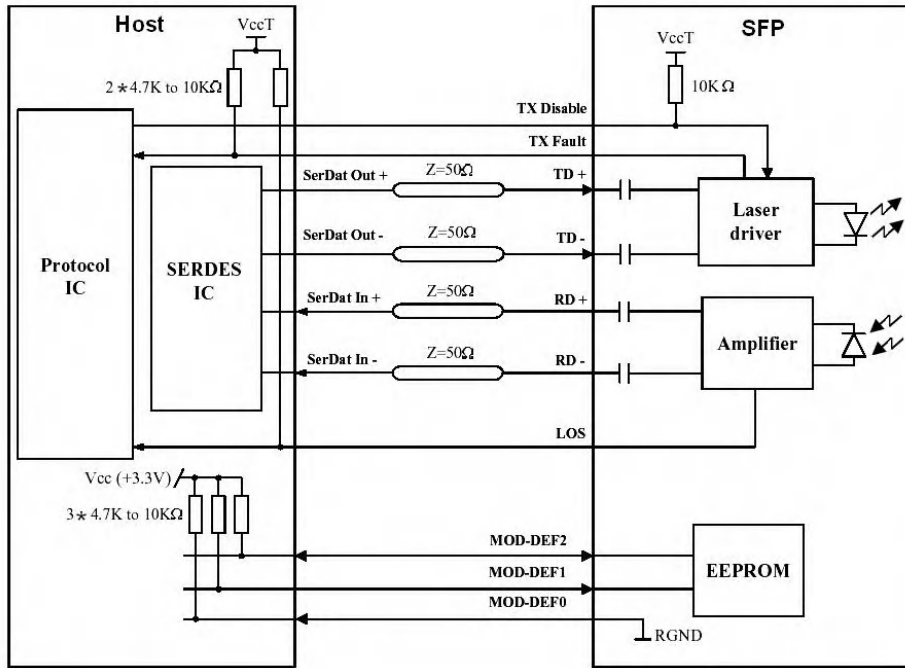 Host
SFP
VccT
VccT
2*4.7K to 10KΩ
10KΩ
TX Disable
TX Fault
SerDat Out +
Z=50Ω
TD +
Laser
driver
SerDat Out -
Z=50Ω
TD -
Protocol
IC
SERDES
IC
SerDat In +
Z=50Ω
RD +
Amplifier
SerDat In -
Z=50Ω
RD -
LOS
Vcc (+3.3V)
3*4.7K to 10KΩ
MOD-DEF2
MOD-DEF1
EEPROM
MOD-DEF0
RGND